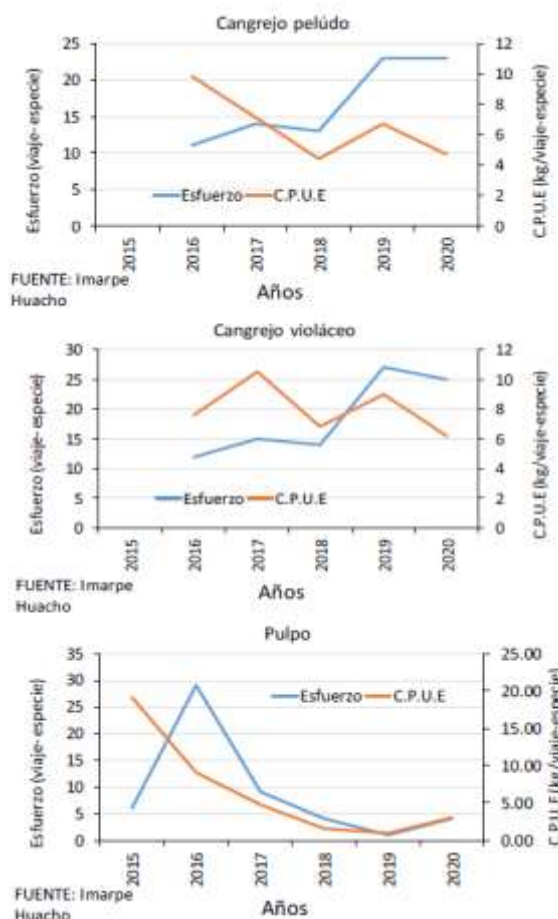 Cangrejo pelúdo
Esfuerzo (viaje- especie)
25
20
15
10
5
0
Esfuerzo
C.P.U.E
12
10
8
6
4
2
0
C.P.U.E (kg/viaje-especie)
2015
2016
2017
2018
2019
2020
FUENTE: Imarpe
Huacho
Años
Cangrejo violáceo
Esfuerzo (viaje-especie)
30
25
20
15
10
5
0
Esfuerzo
C.P.U.E
12
10
8
6
4
2
0
C.P.U.E (kg/viaje-especie)
2015
2016
2017
2018
2019
2020
FUENTE: Imarpe
Huacho
Años
Pulpo
Esfuerzo (viaje- especie)
35
30
25
20
15
10
5
0
Esfuerzo
C.P.U.E
25.00
20.00
15.00
10.00
5.00
0.00
C.P.U.E (kg/viaje-especie)
2015
2016
2017
2018
2019
2020
FUENTE: Imarpe
Huacho
Años